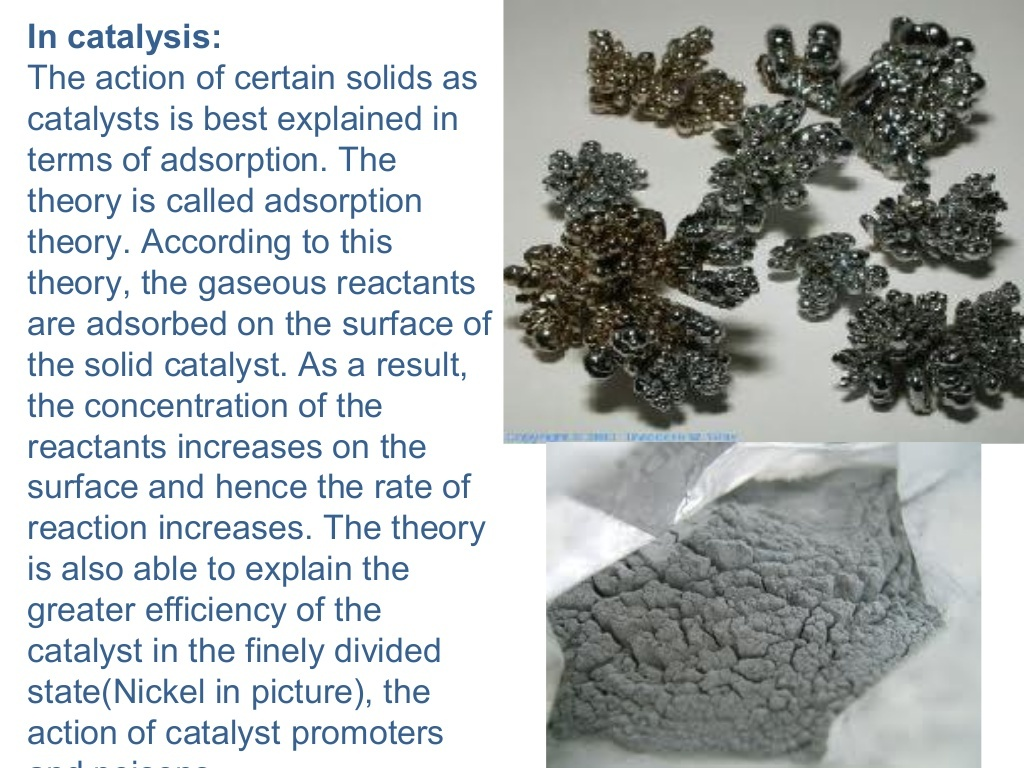 In catalysis:
The action of certain solids as
catalysts is best explained in
terms of adsorption. The
theory is called adsorption
theory. According to this
theory, the gaseous reactants
are adsorbed on the surface of
the solid catalyst. As a result,
the concentration of the
reactants increases on the
surface and hence the rate of
reaction increases. The theory
is also able to explain the
greater efficiency of the
catalyst in the finely divided
state(Nickel in picture), the
action of catalyst promoters
and poisons